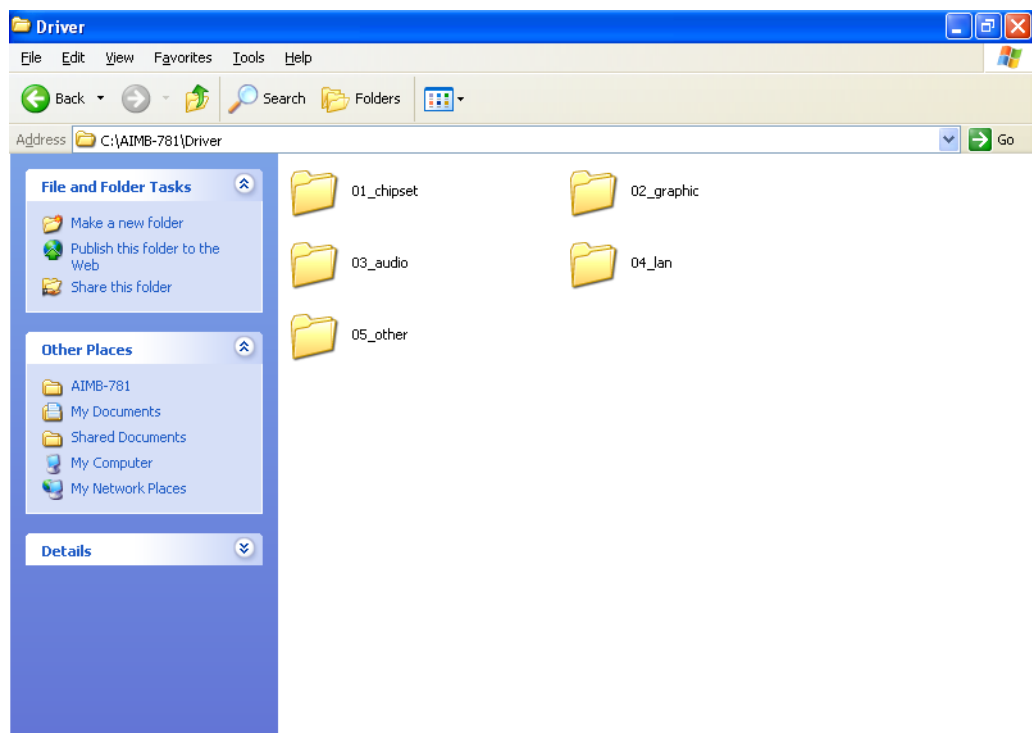 Driver
File Edit View Favorites Tools Help
Back Search Folders
Address C:\AIMB-781\Driver Go
File and Folder Tasks
Make a new folder
Publish this folder to the
Web
Share this folder
Other Places
AIMB-781
My Documents
Shared Documents
My Computer
My Network Places
Details
01_chipset 02_graphic
03_audio 04_lan
05_other